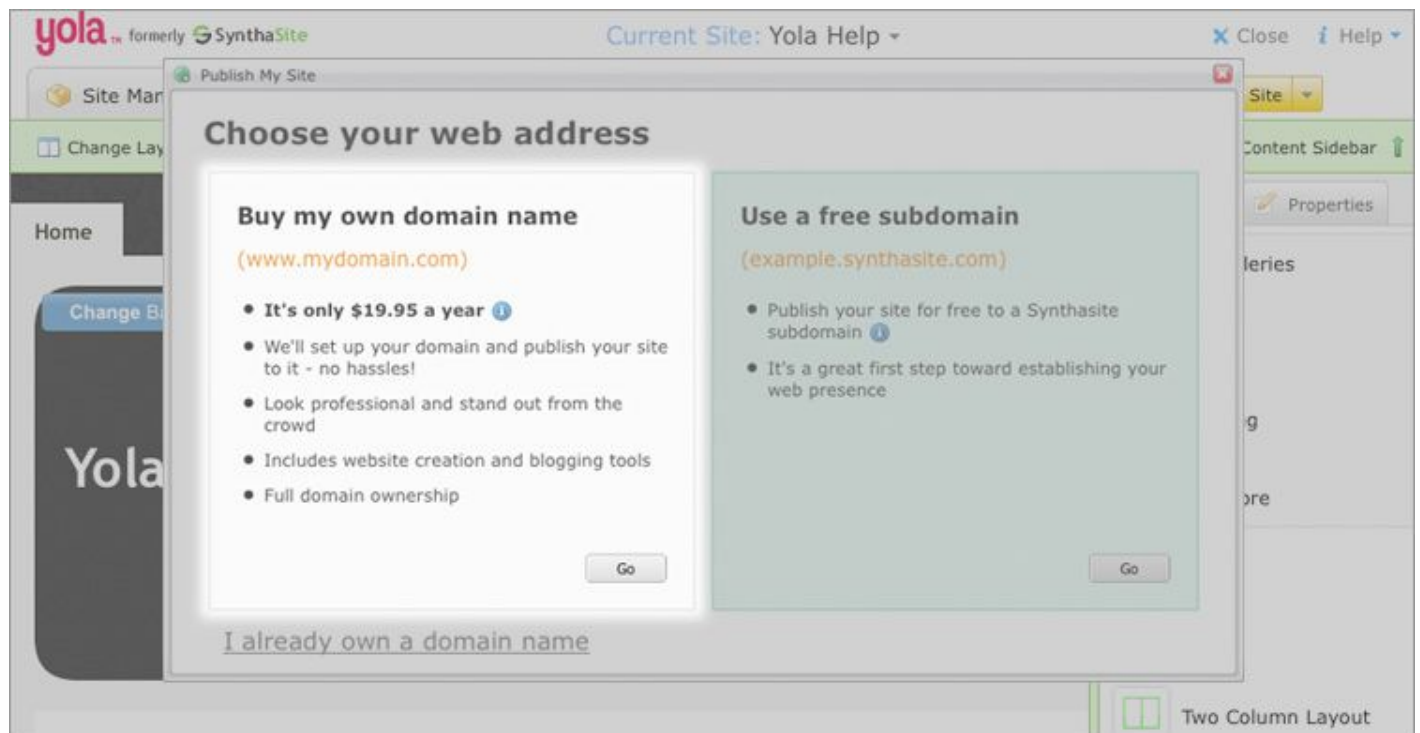 yola TM formerly SynthaSite
Current Site: Yola Help
Close
Help
Publish My Site
Site
Change
Content Sidebar
Properties
Home
Change
Yola
Choose your web address
Buy my own domain name
(www.mydomain.com)
It's only $19.95 a year
We'll set up your domain and publish your site
to it - no hassles!
Look professional and stand out from the
crowd
Includes website creation and blogging tools
Full domain ownership
Go
Use a free subdomain
(example.synthasite.com)
Publish your site for free to a Synthasite
subdomain
It's a great first step toward establishing your
web presence
Go
I already own a domain name
Two Column Layout